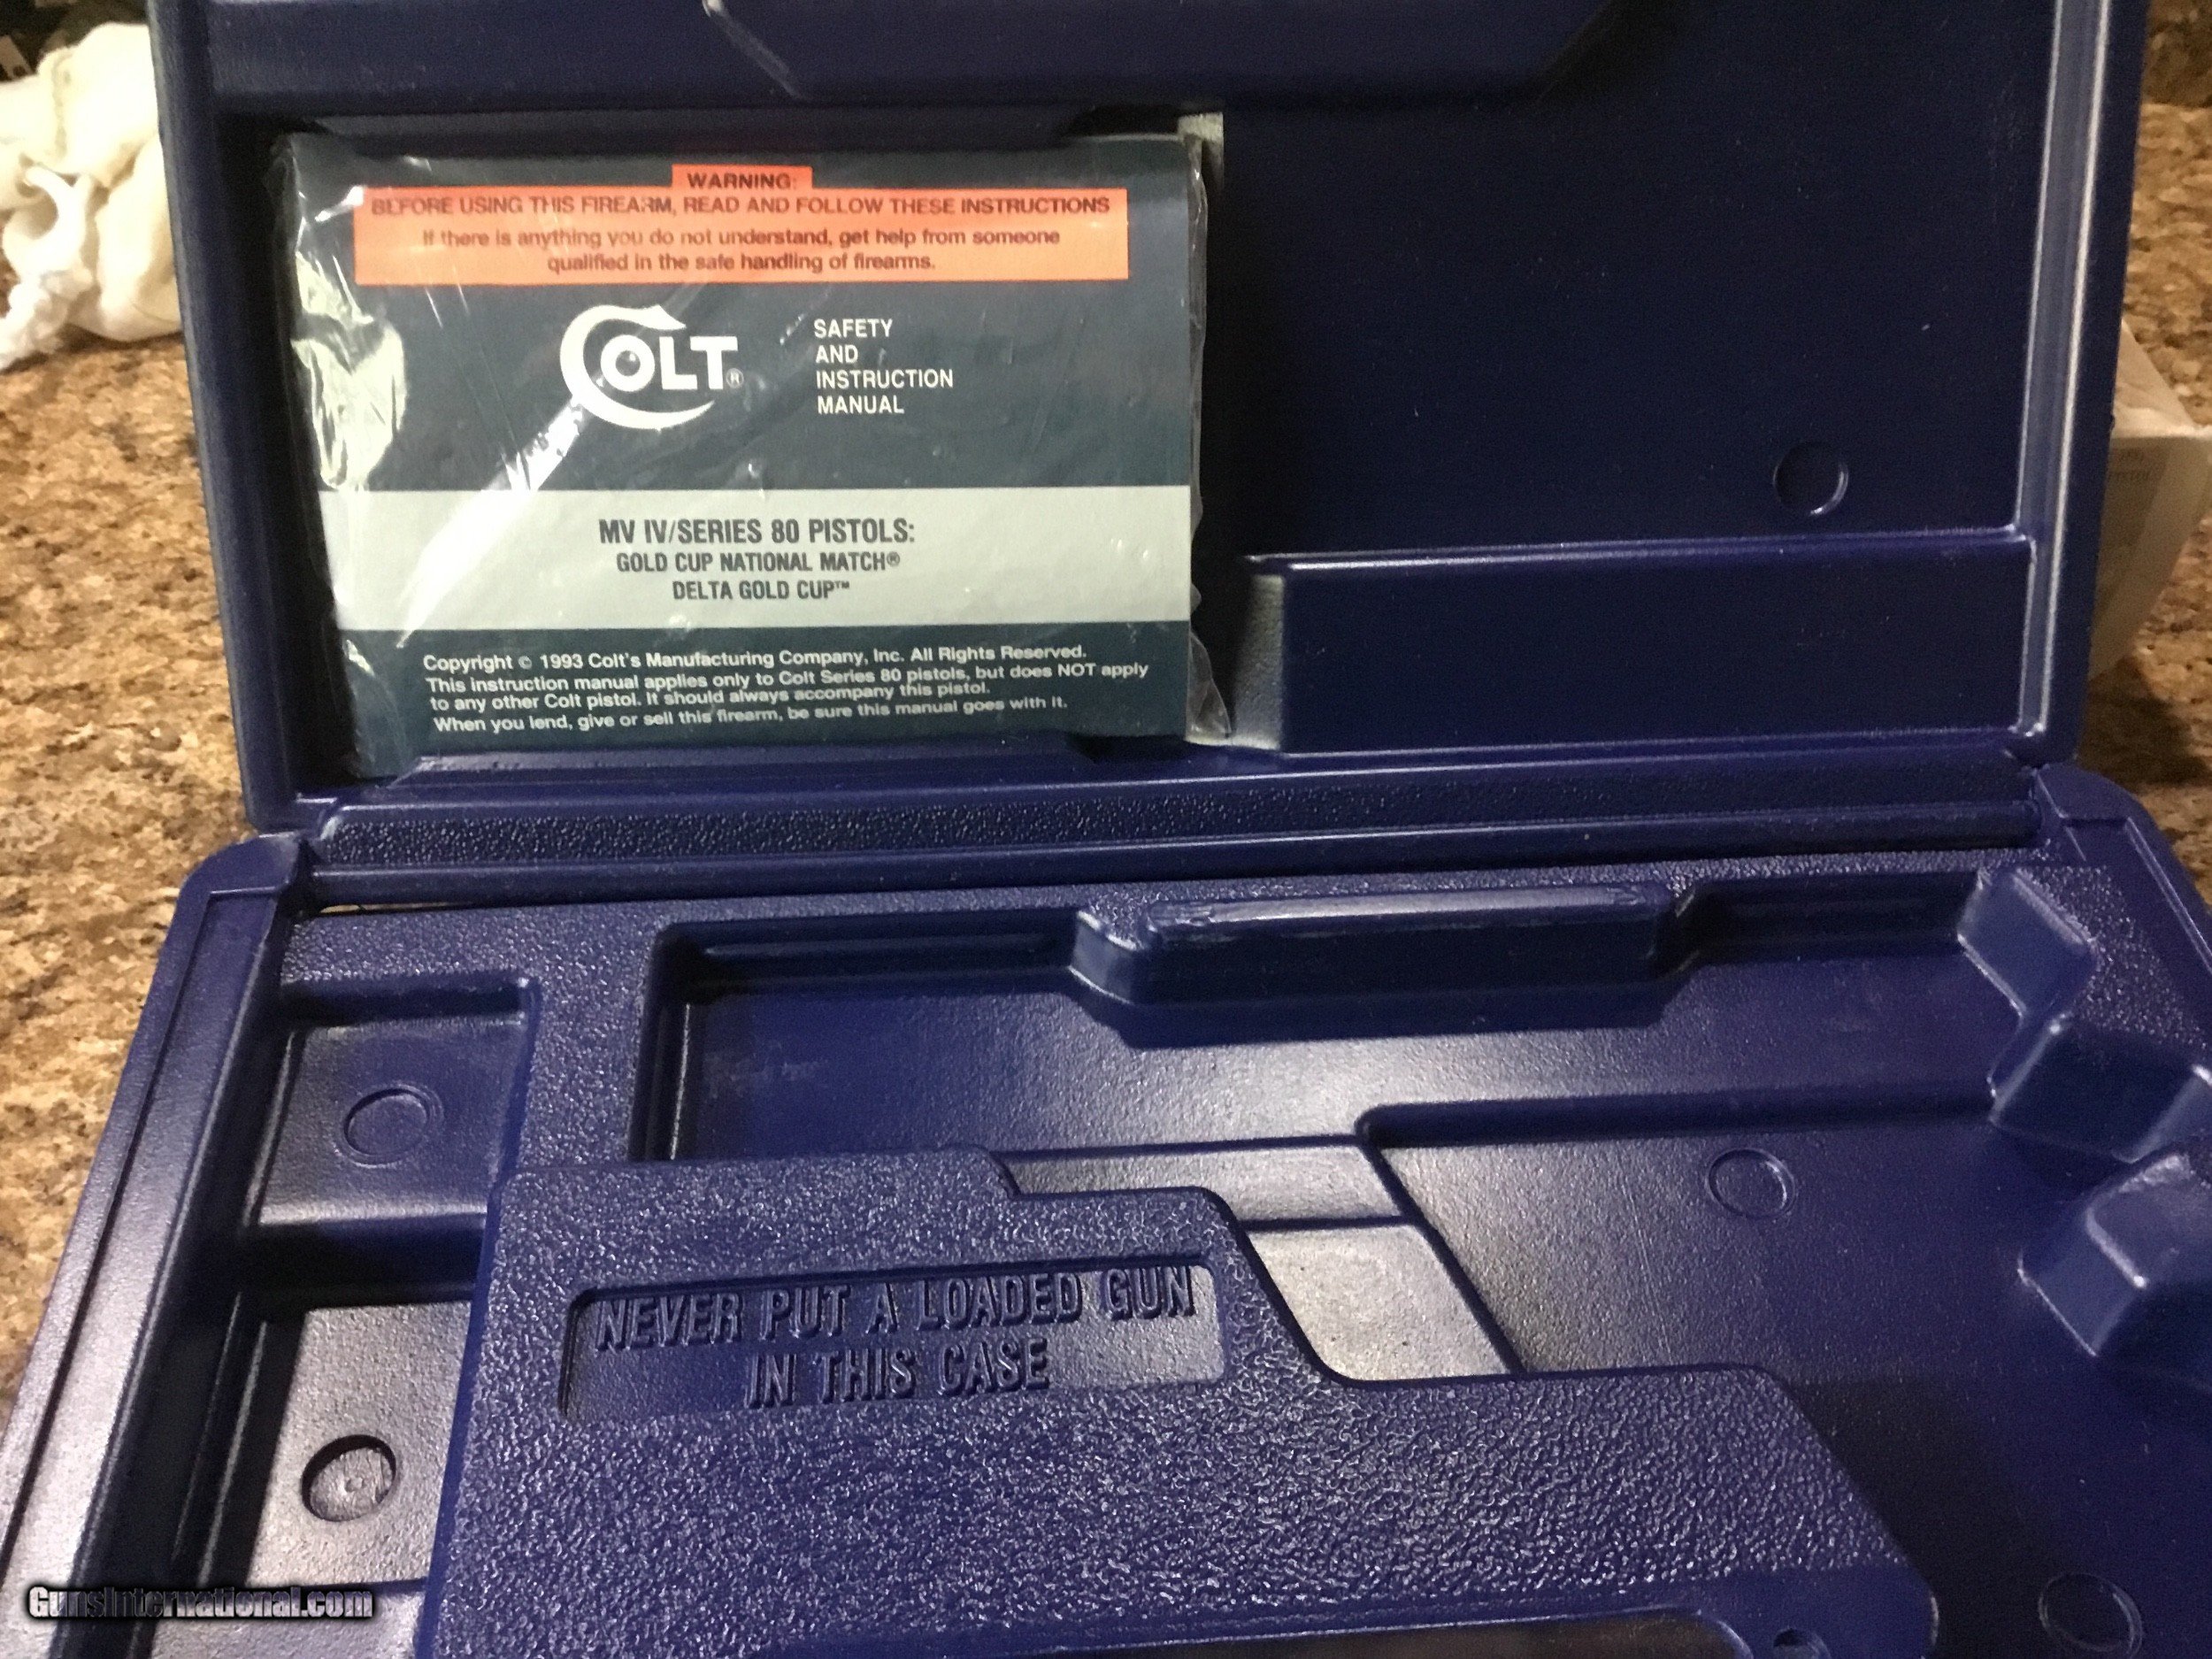 WARNING:
BEFORE USING THIS FIREARM, READ AND FOLLOW THESE INSTRUCTIONS
If there is anything you do not understand, get help from someone
qualified in the safe handling of firearms.
COLT®
SAFETY
AND
INSTRUCTION
MANUAL
MV IV/SERIES 80 PISTOLS:
GOLD CUP NATIONAL MATCH®
DELTA GOLD CUP™
Copyright © 1993 Colt's Manufacturing Company, Inc. All Rights Reserved.
This instruction manual applies only to Colt Series 80 pistols, but does NOT apply
to any other Colt pistol. It should always accompany this pistol.
When you lend, give or sell this firearm, be sure this manual goes with it.
NEVER PUT A LOADED GUN
IN THIS CASE
GunsInternational.com